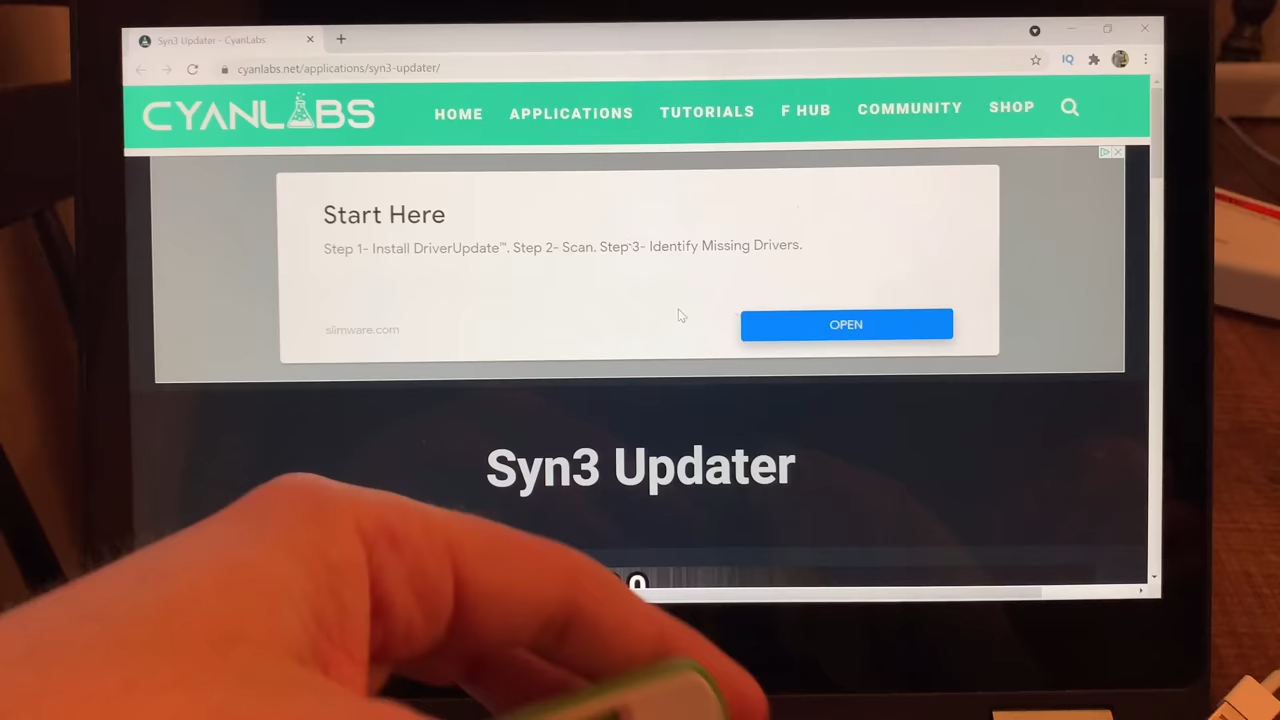 Syn3 Updater - CyanLabs
cyanlabs.net/applications/syn3-updater/
IQ
CYANLABS
HOME APPLICATIONS TUTORIALS F HUB COMMUNITY SHOP
Start Here
Step 1- Install DriverUpdate™. Step 2- Scan. Step 3- Identify Missing Drivers.
slimware.com
OPEN
Syn3 Updater